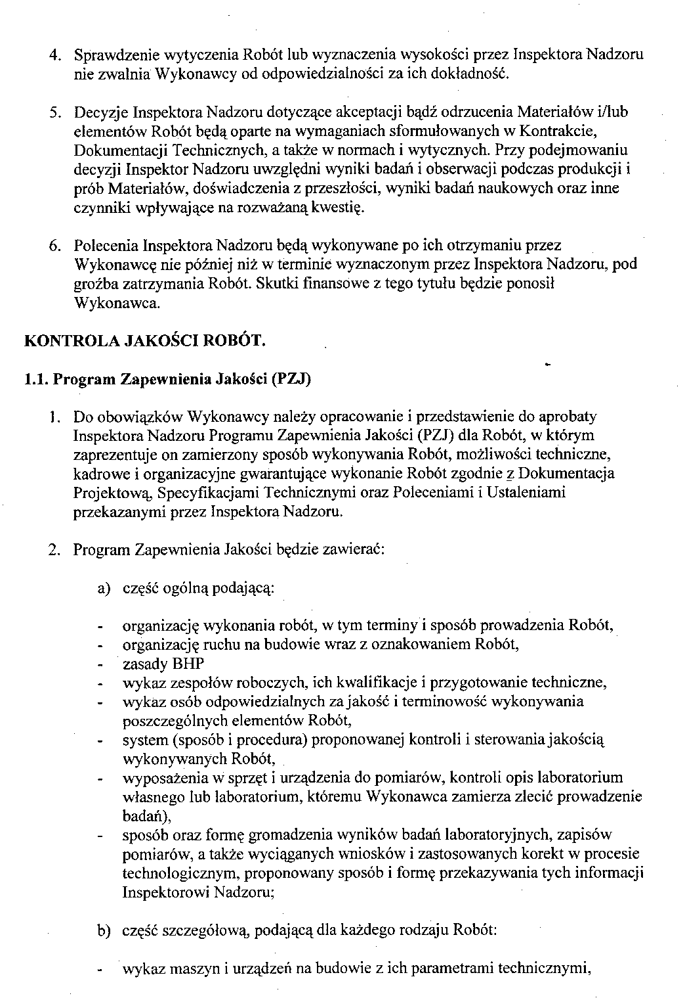 4. Sprawdzenie wytyczenia Robót lub wyznaczenia wysokości przez Inspektora Nadzoru
nie zwalnia Wykonawcy od odpowiedzialności za ich dokładność.
5. Decyzje Inspektora Nadzoru dotyczące akceptacji bądź odrzucenia Materiałów i/lub
elementów Robót będą oparte na wymaganiach sformułowanych w Kontrakcie,
Dokumentacji Technicznych, a także w normach i wytycznych. Przy podejmowaniu
decyzji Inspektor Nadzoru uwzględni wyniki badań i obserwacji podczas produkcji i
prób Materiałów, doświadczenia z przeszłości, wyniki badań naukowych oraz inne
czynniki wpływające na rozważaną kwestię.
6. Polecenia Inspektora Nadzoru będą wykonywane po ich otrzymaniu przez
Wykonawcę nie później niż w terminie wyznaczonym przez Inspektora Nadzoru, pod
groźba zatrzymania Robót. Skutki finansowe z tego tytułu będzie ponosił
Wykonawca.
KONTROLA JAKOŚCI ROBÓT.
1.1. Program Zapewnienia Jakości (PZJ)
1. Do obowiązków Wykonawcy należy opracowanie i przedstawienie do aprobaty
Inspektora Nadzoru Programu Zapewnienia Jakości (PZJ) dla Robót, w którym
zaprezentuje on zamierzony sposób wykonywania Robót, możliwości techniczne,
kadrowe i organizacyjne gwarantujące wykonanie Robót zgodnie z Dokumentacja
Projektową, Specyfikacjami Technicznymi oraz Poleceniami i Ustaleniami
przekazanymi przez Inspektora Nadzoru.
2. Program Zapewnienia Jakości będzie zawierać:
a) część ogólną podającą:
- organizację wykonania robót, w tym terminy i sposób prowadzenia Robót,
- organizację ruchu na budowie wraz z oznakowaniem Robót,
- zasady BHP
- wykaz zespołów roboczych, ich kwalifikacje i przygotowanie techniczne,
- wykaz osób odpowiedzialnych za jakość i terminowość wykonywania
poszczególnych elementów Robót,
- system (sposób i procedura) proponowanej kontroli i sterowania jakością
wykonywanych Robót,
- wyposażenia w sprzęt i urządzenia do pomiarów, kontroli opis laboratorium
własnego lub laboratorium, któremu Wykonawca zamierza zlecić prowadzenie
badań),
- sposób oraz formę gromadzenia wyników badań laboratoryjnych, zapisów
pomiarów, a także wyciąganych wniosków i zastosowanych korekt w procesie
technologicznym, proponowany sposób i formę przekazywania tych informacji
Inspektorowi Nadzoru;
b) część szczegółową, podającą dla każdego rodzaju Robót:
- wykaz maszyn i urządzeń na budowie z ich parametrami technicznymi,